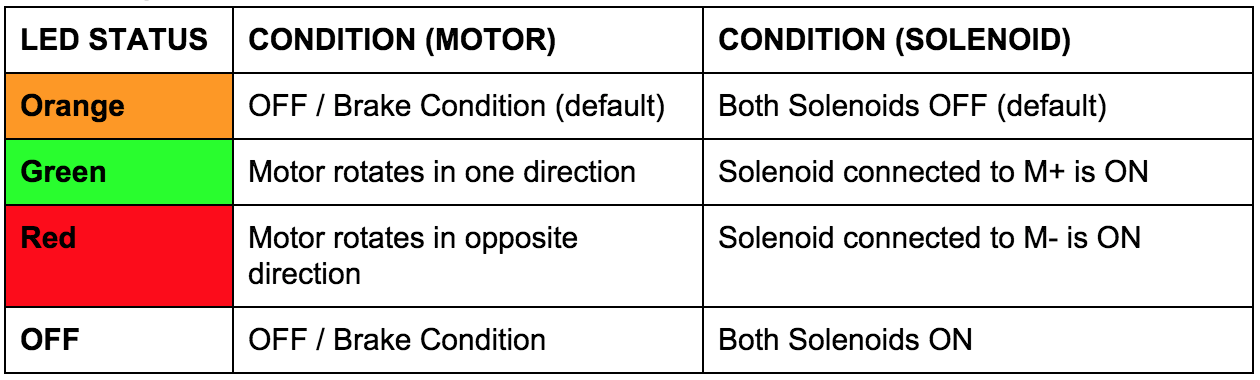 LED STATUS CONDITION (MOTOR) CONDITION (SOLENOID)
Orange OFF / Brake Condition (default) Both Solenoids OFF (default)
Green Motor rotates in one direction Solenoid connected to M+ is ON
Red Motor rotates in opposite Solenoid connected to M- is ON
direction
OFF OFF / Brake Condition Both Solenoids ON